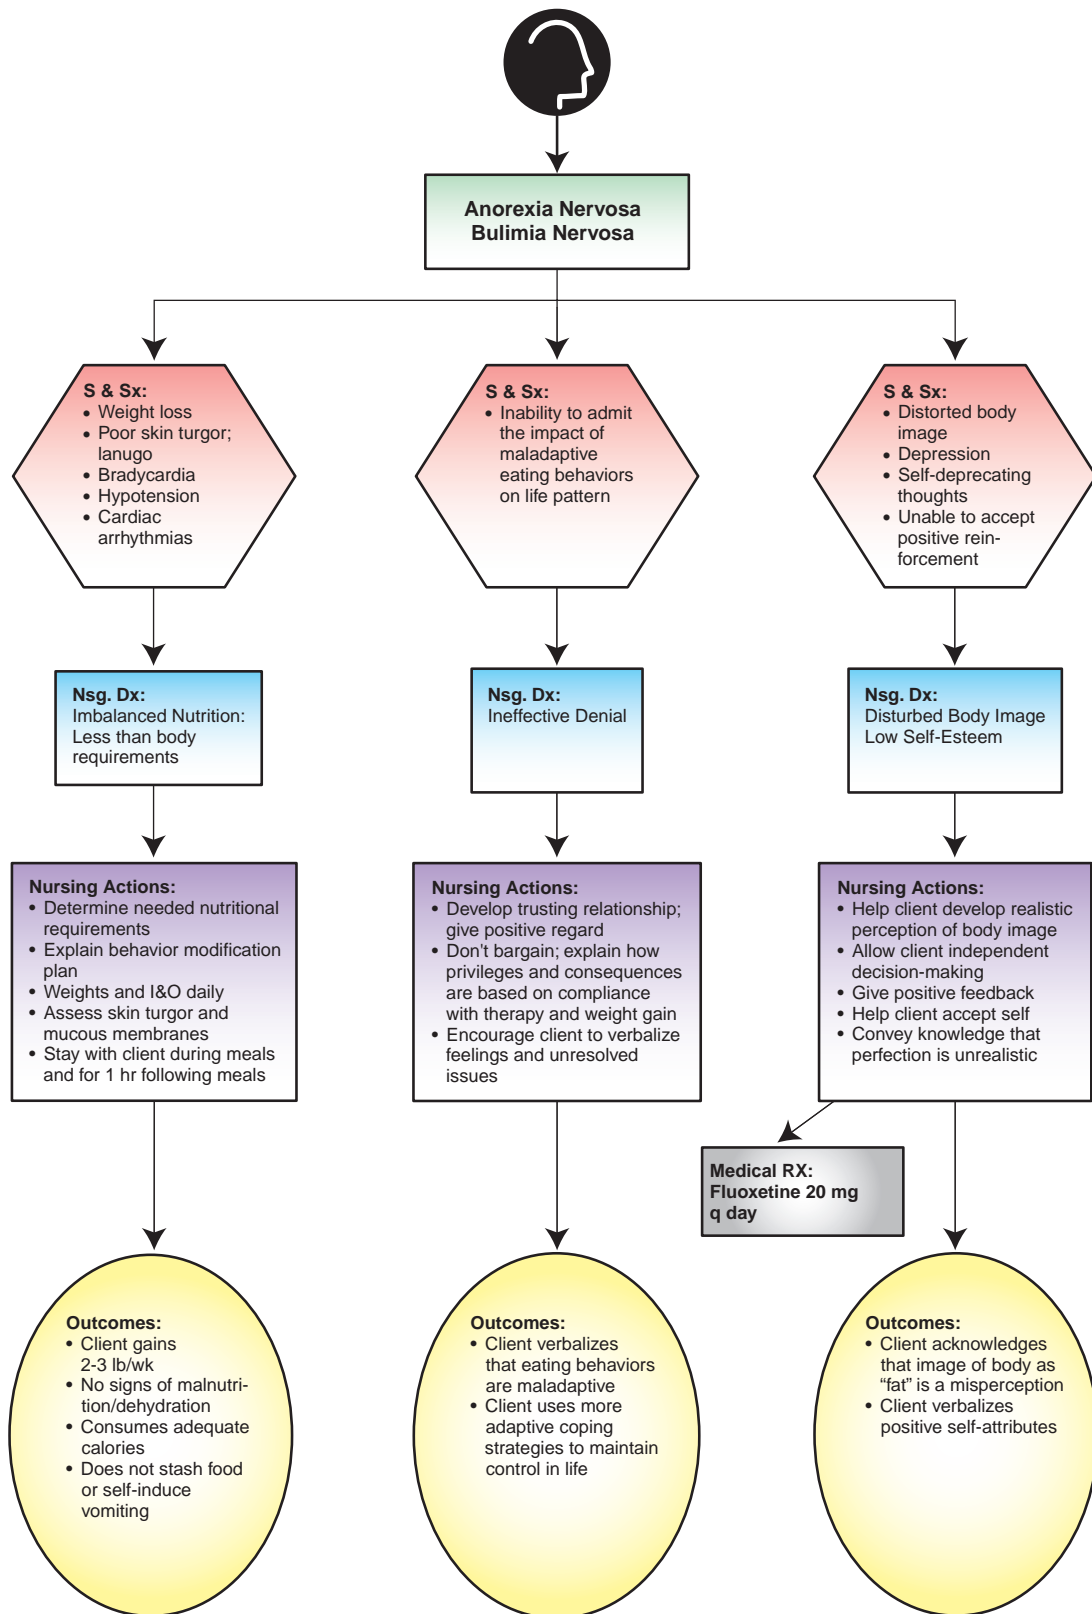 Anorexia Nervosa
Bulimia Nervosa
S & Sx:
• Weight loss
• Poor skin turgor;
lanugo
• Bradycardia
• Hypotension
• Cardiac
arrhythmias
S & Sx:
• Inability to admit
the impact of
maladaptive
eating behaviors
on life pattern
S & Sx:
• Distorted body
image
• Depression
• Self-deprecating
thoughts
• Unable to accept
positive rein-
forcement
Nsg. Dx:
Imbalanced Nutrition:
Less than body
requirements
Nsg. Dx:
Ineffective Denial
Nsg. Dx:
Disturbed Body Image
Low Self-Esteem
Nursing Actions:
• Determine needed nutritional
requirements
• Explain behavior modification
plan
• Weights and I&O daily
• Assess skin turgor and
mucous membranes
• Stay with client during meals
and for 1 hr following meals
Nursing Actions:
• Develop trusting relationship;
give positive regard
• Don't bargain; explain how
privileges and consequences
are based on compliance
with therapy and weight gain
• Encourage client to verbalize
feelings and unresolved
issues
Nursing Actions:
• Help client develop realistic
perception of body image
• Allow client independent
decision-making
• Give positive feedback
• Help client accept self
• Convey knowledge that
perfection is unrealistic
Medical RX:
Fluoxetine 20 mg
q day
Outcomes:
• Client gains
2-3 lb/wk
• No signs of malnutri-
tion/dehydration
• Consumes adequate
calories
• Does not stash food
or self-induce
vomiting
Outcomes:
• Client verbalizes
that eating behaviors
are maladaptive
• Client uses more
adaptive coping
strategies to maintain
control in life
Outcomes:
• Client acknowledges
that image of body as
“fat” is a misperception
• Client verbalizes
positive self-attributes